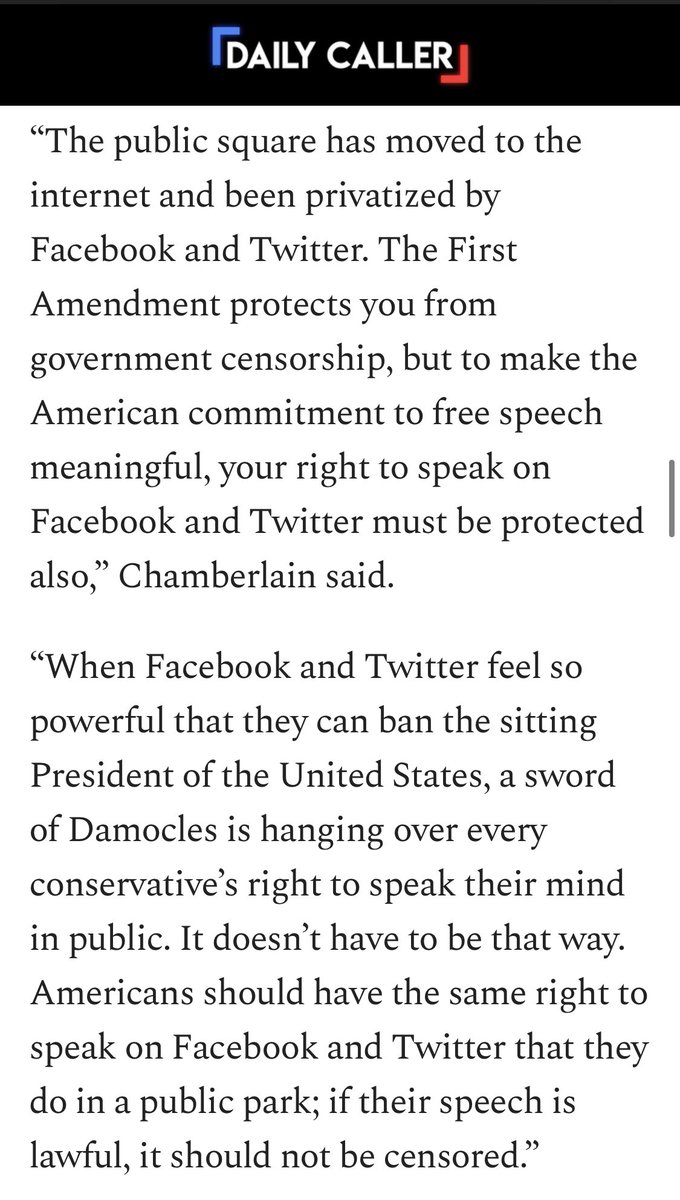 DAILY CALLER
“The public square has moved to the
internet and been privatized by
Facebook and Twitter. The First
Amendment protects you from
government censorship, but to make the
American commitment to free speech
meaningful, your right to speak on
Facebook and Twitter must be protected
also,” Chamberlain said.
“When Facebook and Twitter feel so
powerful that they can ban the sitting
President of the United States, a sword
of Damocles is hanging over every
conservative’s right to speak their mind
in public. It doesn’t have to be that way.
Americans should have the same right to
speak on Facebook and Twitter that they
do in a public park; if their speech is
lawful, it should not be censored.”